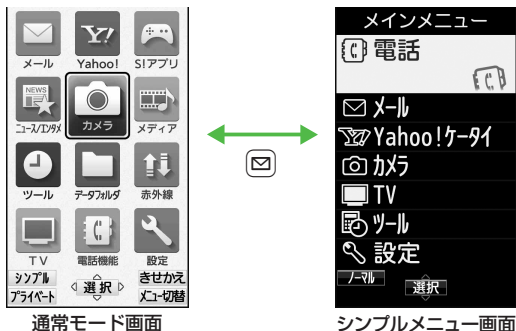 メール Yahoo! S!アプリ
NEWS
ニュース/エンタメ カメラ メディア
ツール データフォルダ 赤外線
TV 電話機能 設定
シンプル 選択 きせかえ
プライベート メニュー切替
通常モード画面
メインメニュー
電話
メール
Yahoo!ケータイ
カメラ
TV
ツール
設定
ノーマル 選択
シンプルメニュー画面